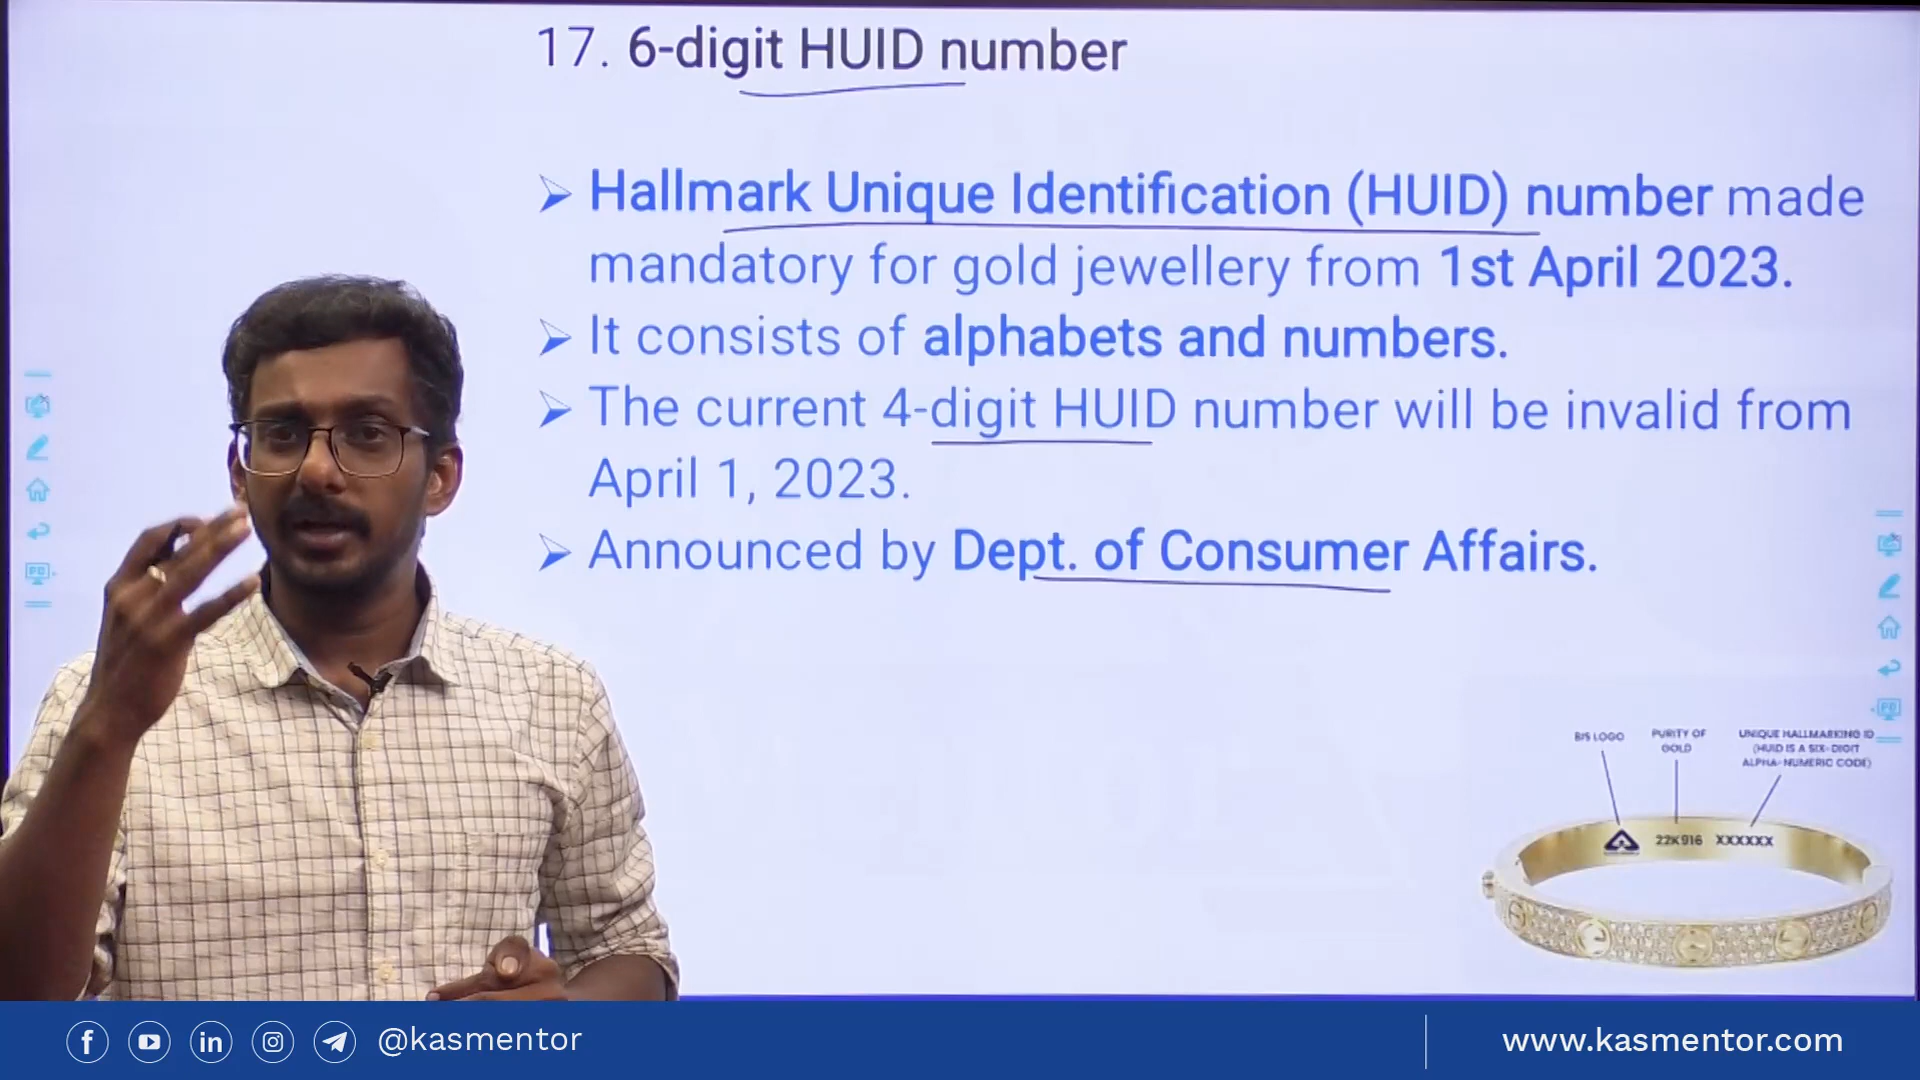 17. 6-digit HUID number
➢ Hallmark Unique Identification (HUID) number made
mandatory for gold jewellery from 1st April 2023.
➢ It consists of alphabets and numbers.
➢ The current 4-digit HUID number will be invalid from
April 1, 2023.
➢ Announced by Dept. of Consumer Affairs.
BIS LOGO
PURITY OF
GOLD
UNIQUE HALLMARKING ID
(HUID IS A SIX-DIGIT
ALPHA-NUMERIC CODE)
22K916 XXXXXX
@kasmentor
www.kasmentor.com